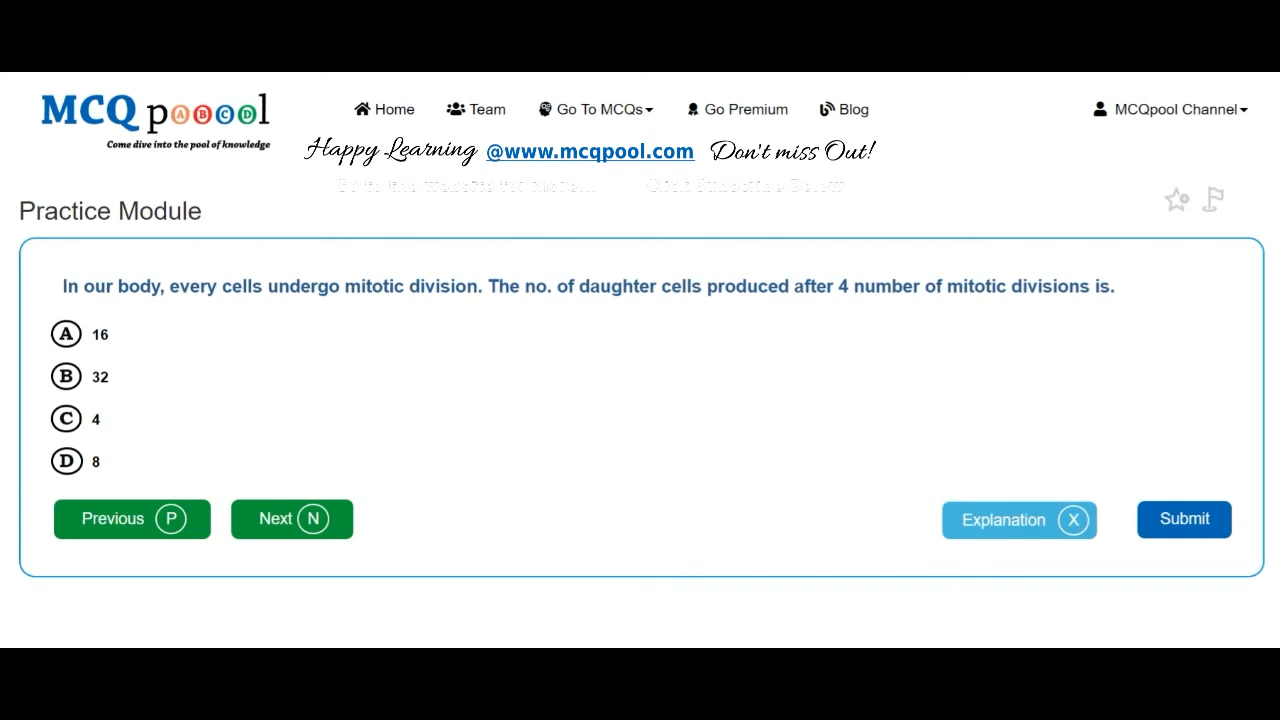 MCQ pooool
Come dive into the pool of knowledge
Home Team Go To MCQs Go Premium Blog MCQpool Channel
Happy Learning @www.mcqpool.com Don't miss Out!
Practice Module
In our body, every cells undergo mitotic division. The no. of daughter cells produced after 4 number of mitotic divisions is.
A 16
B 32
C 4
D 8
Previous P Next N Explanation X Submit